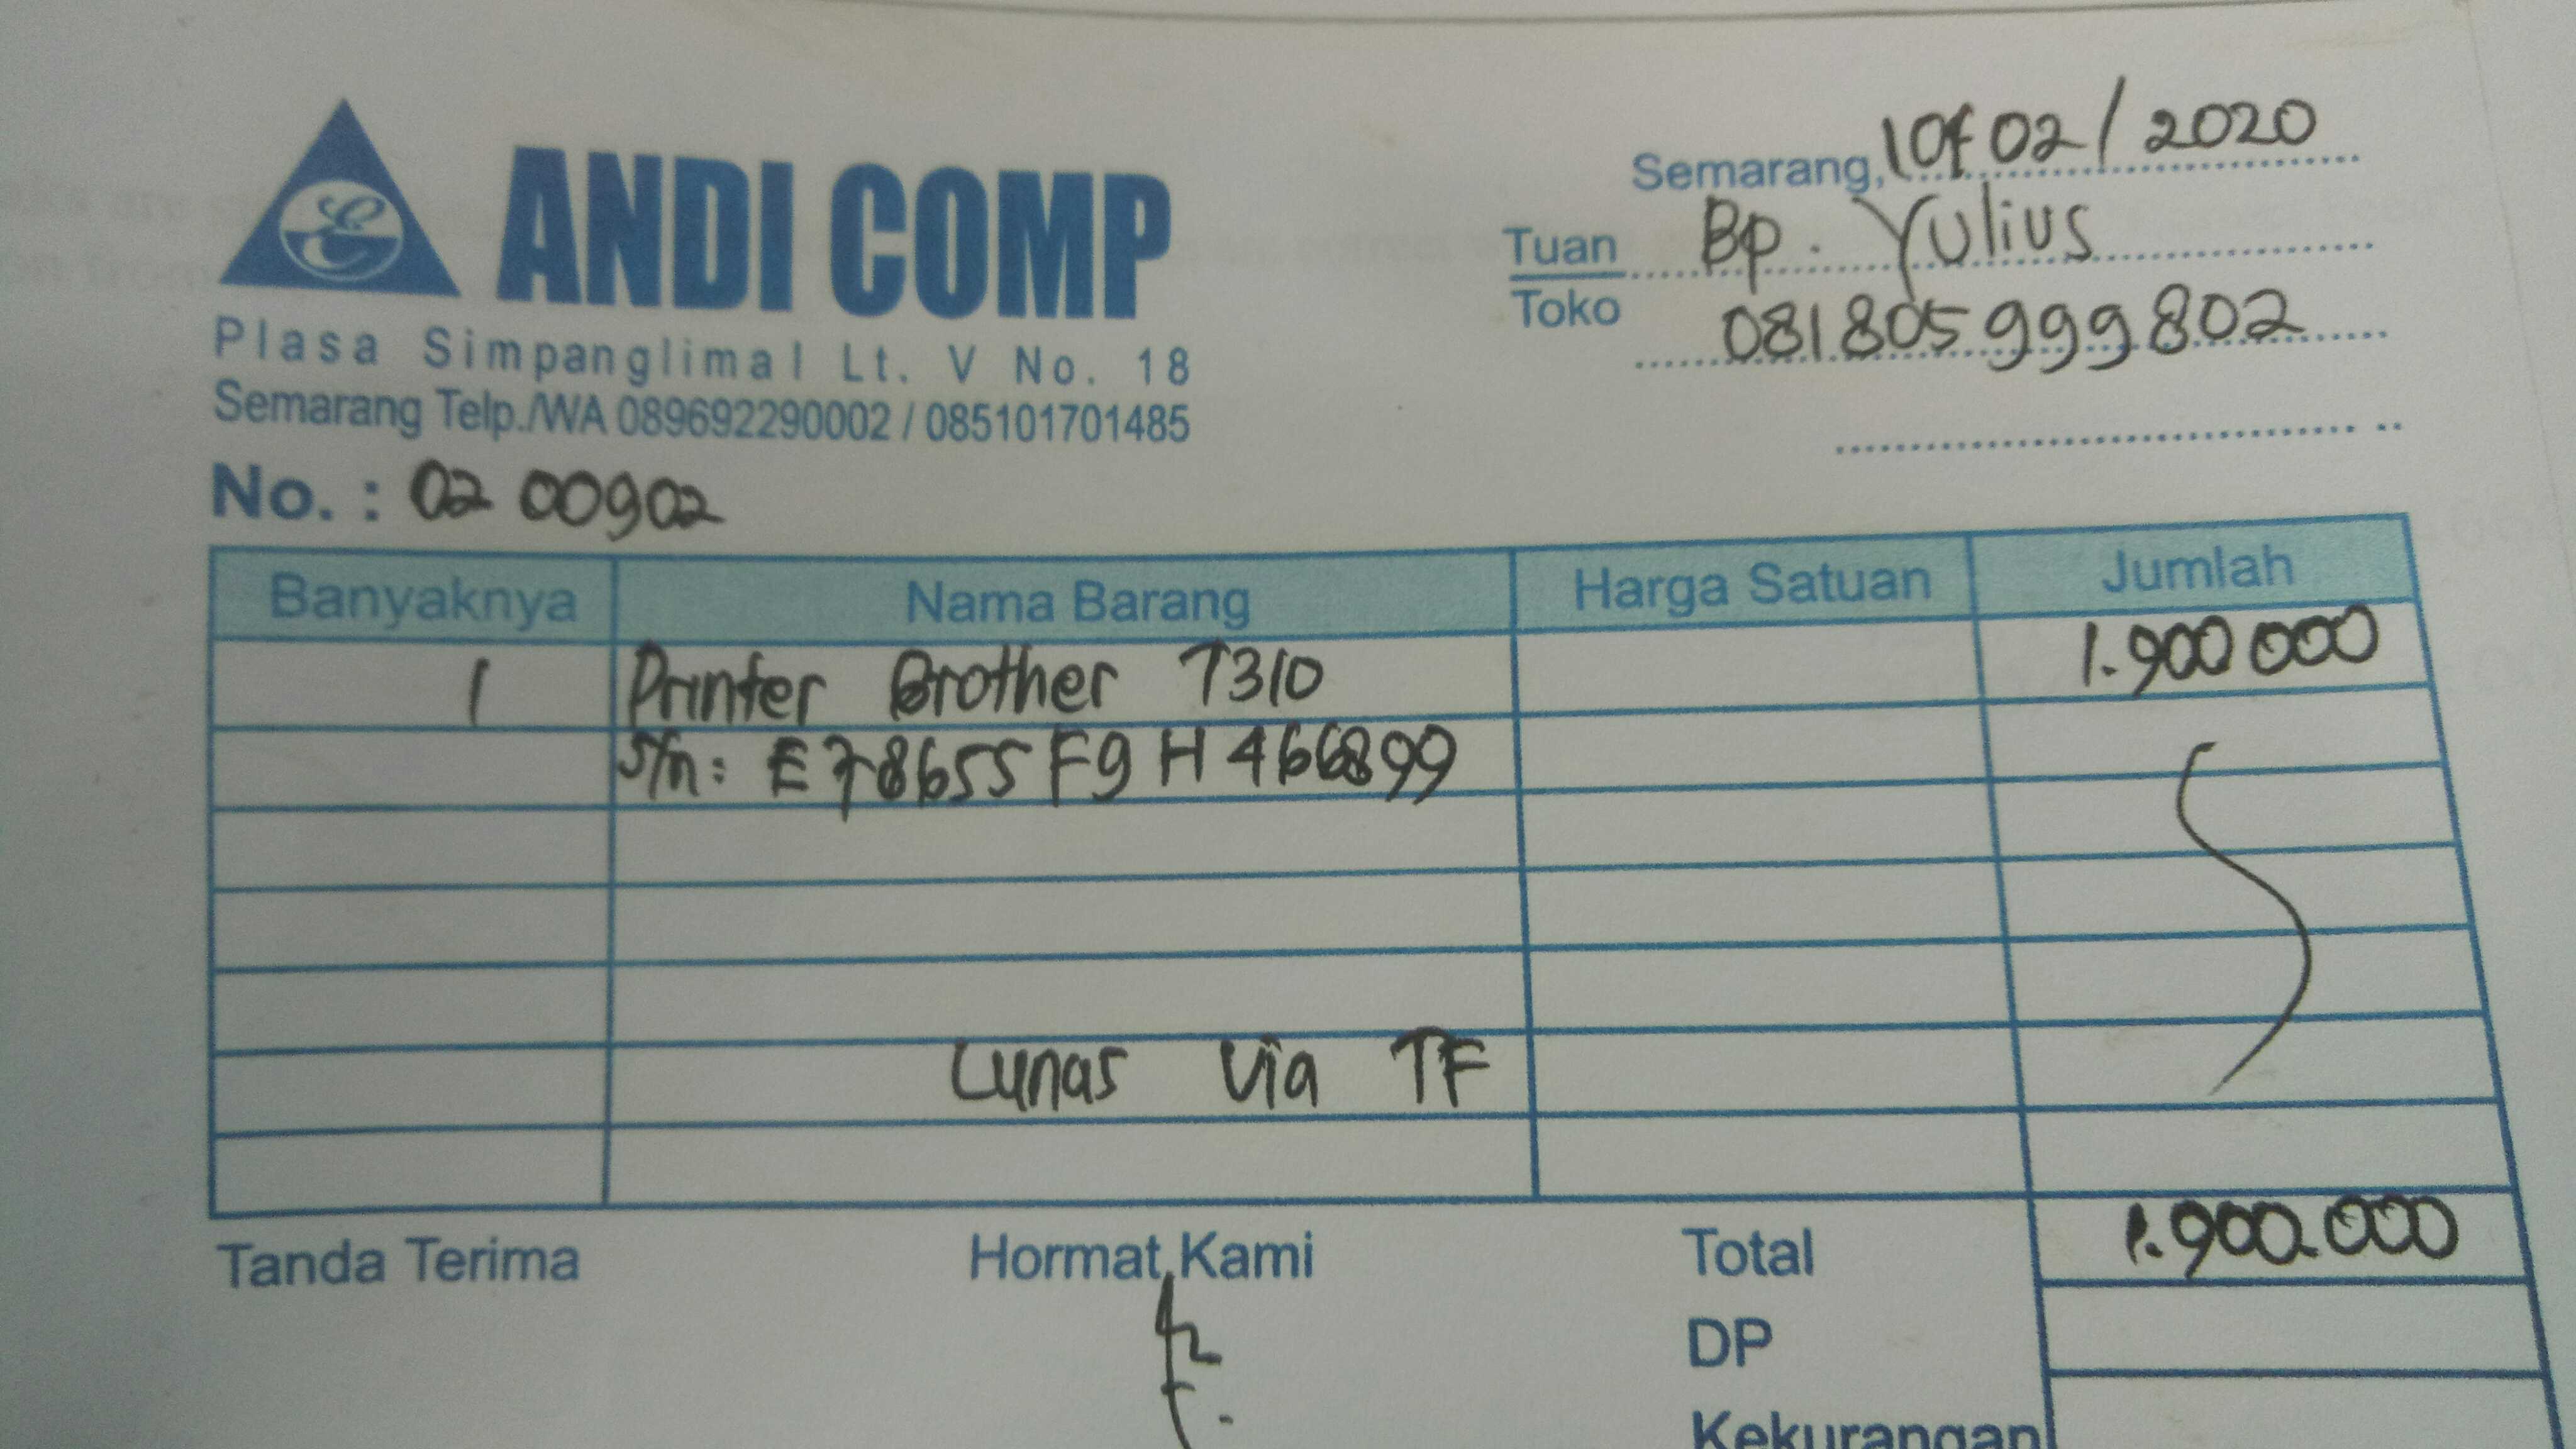 ANDI COMP
Plasa Simpanglimal Lt. V No. 18
Semarang Telp./WA 089692290002 / 085101701485
No. : 02 00902
Semarang, 10/02/2020
Tuan Bp. Yulius
Toko 081805999802
Banyaknya Nama Barang Harga Satuan Jumlah
1 Printer Brother T310 1.900 000
S/n: E78655F9H466899
Lunas Via TF
Tanda Terima Hormat Kami Total 1.900.000
DP
Kekurangan